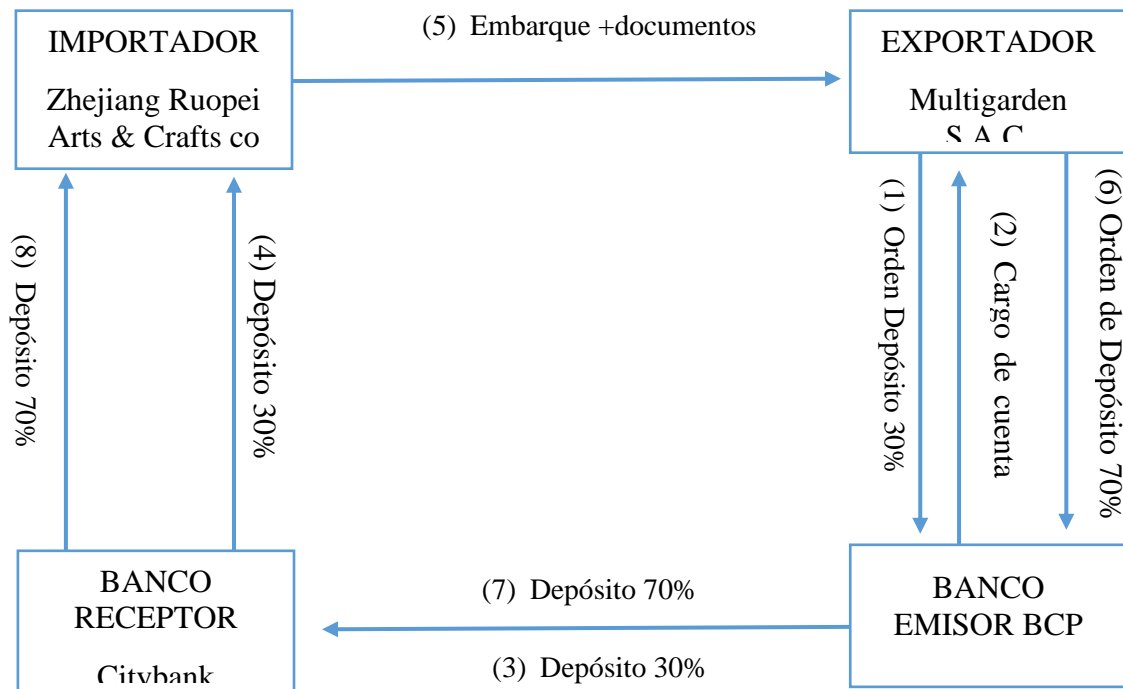 (5) Embarque +documentos
IMPORTADOR
Zhejiang Ruopei
Arts & Crafts co
EXPORTADOR
Multigarden
S.A.C
(8) Depósito 70%
(4) Depósito 30%
(1) Orden Depósito 30%
(2) Cargo de cuenta
(6) Orden de Depósito 70%
BANCO
RECEPTOR
Citybank
(7) Depósito 70%
(3) Depósito 30%
BANCO
EMISOR BCP